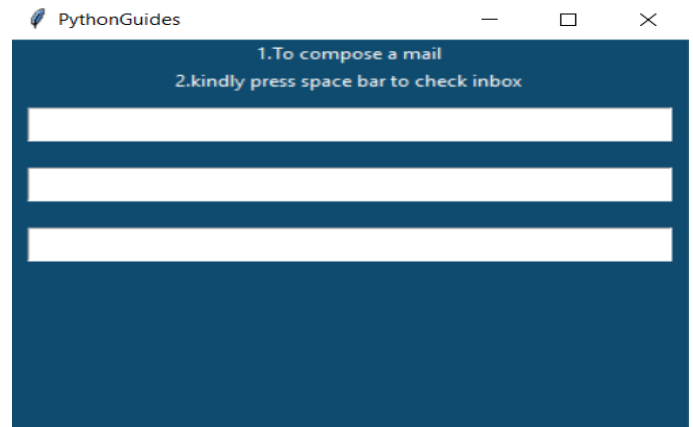 PythonGuides
1.To compose a mail
2.kindly press space bar to check inbox